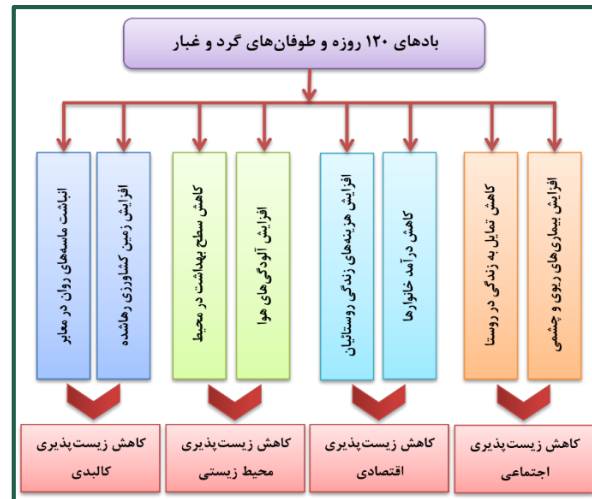 بادهای ۱۲۰ روزه و طوفان‌های گرد و غبار
افزایش بیماری‌های ریوی و چشمی
کاهش تمایل به زندگی در روستا
کاهش درآمد خانوارها
افزایش هزینه‌های زندگی روستائیان
افزایش آلودگی‌های هوا
کاهش سطح بهداشت در محیط
افزایش زمین کشاورزی رهاشده
انباشت ماسه‌های روان در معابر
کاهش زیست‌پذیری
اجتماعی
کاهش زیست‌پذیری
اقتصادی
کاهش زیست‌پذیری
محیط زیستی
کاهش زیست‌پذیری
کالبدی